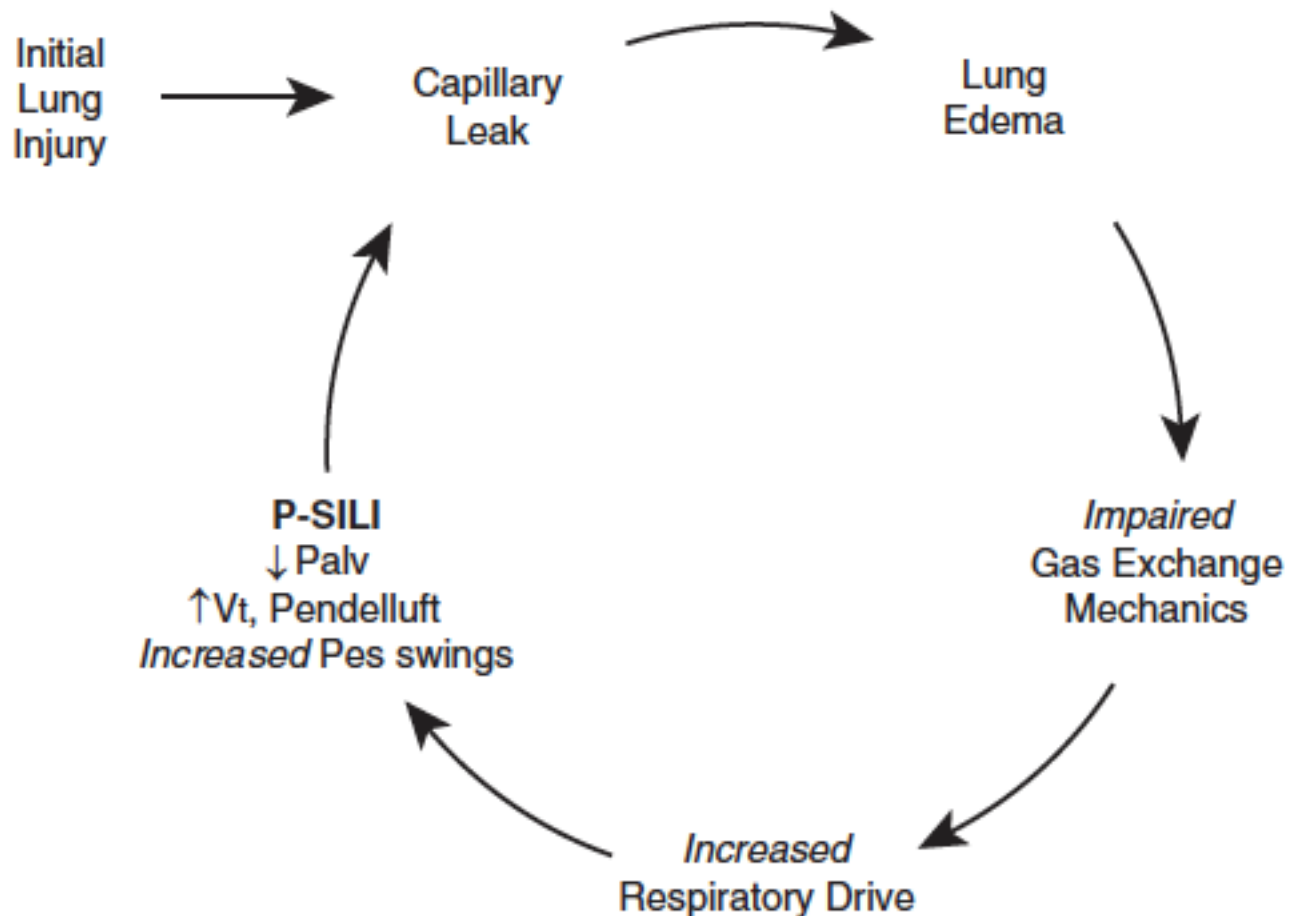 Initial
Lung
Injury
Capillary
Leak
Lung
Edema
Impaired
Gas Exchange
Mechanics
Increased
Respiratory Drive
P-SILI
↓Palv
↑Vt, Pendelluft
Increased Pes swings